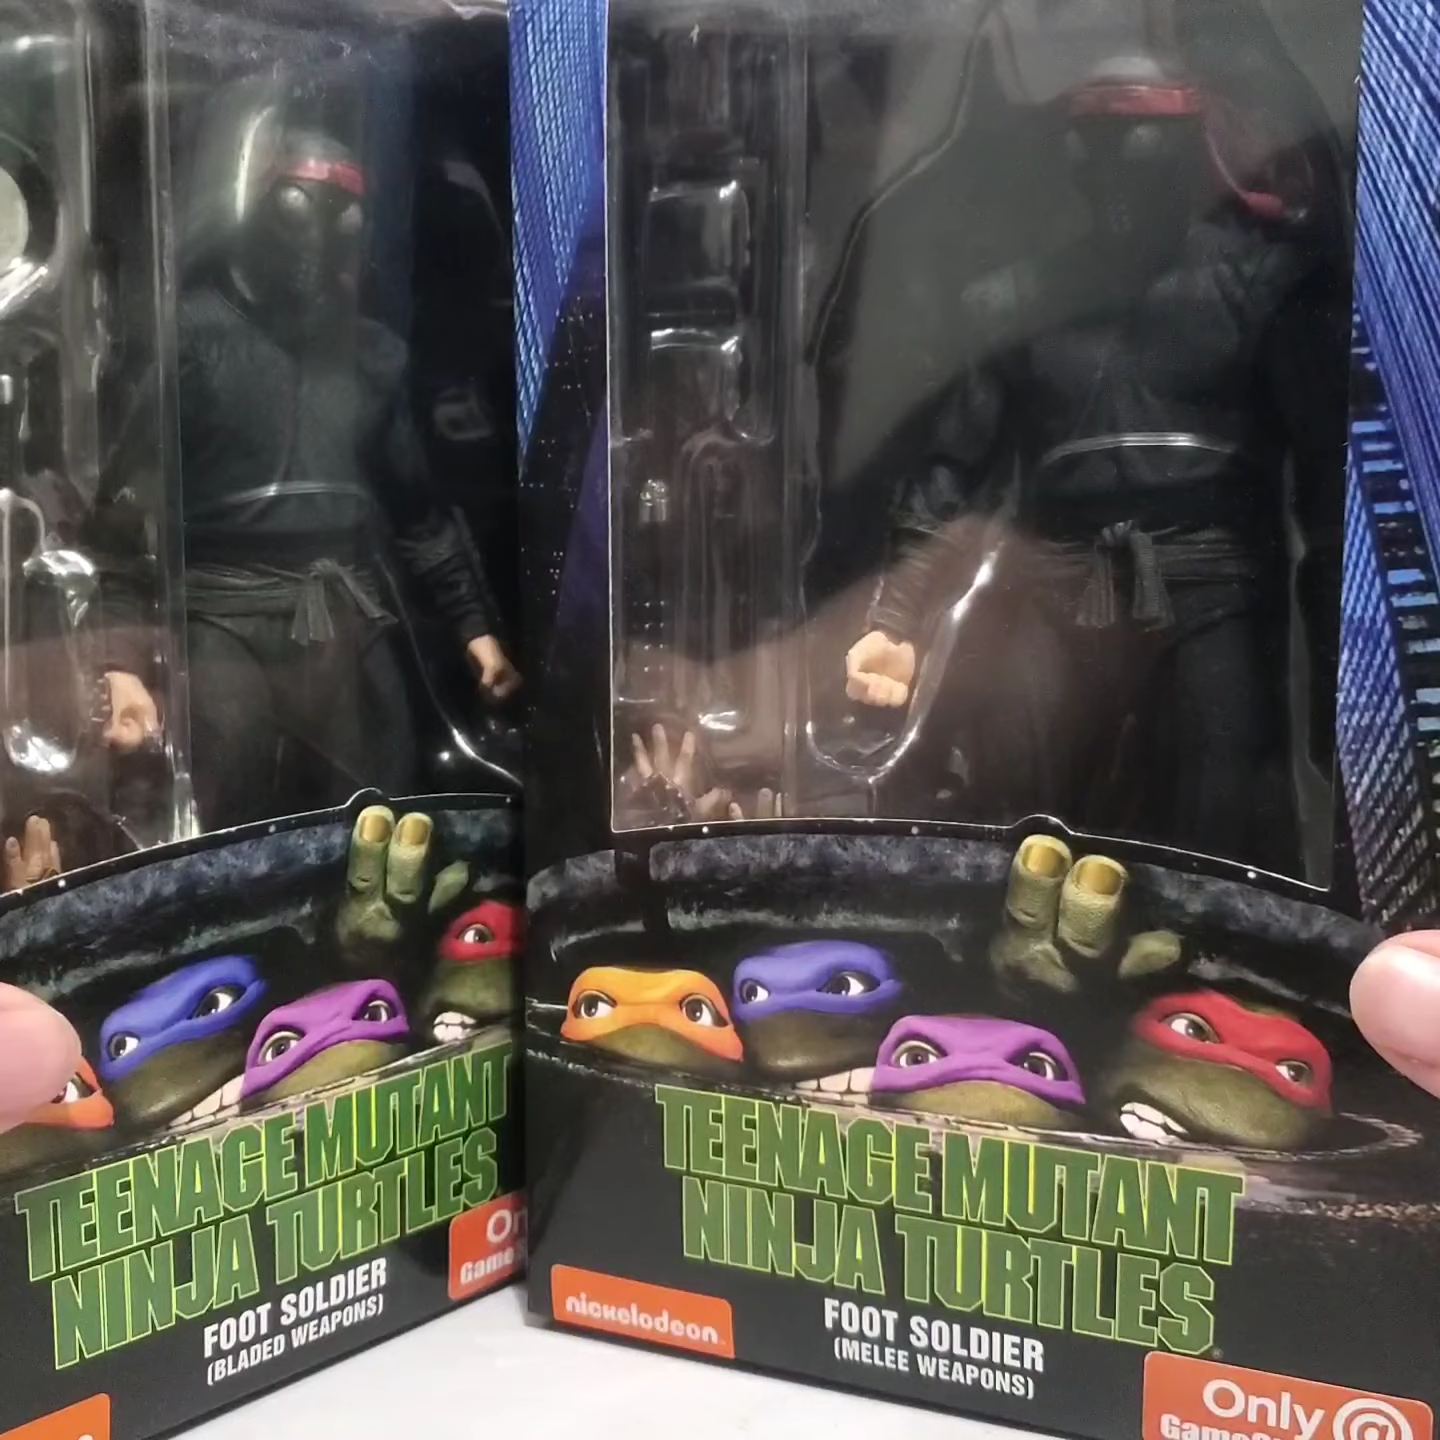 TEENAGE MUTANT
NINJA TURTLES
FOOT SOLDIER
(BLADED WEAPONS)
TEENAGE MUTANT
NINJA TURTLES®
nickelodeon
FOOT SOLDIER
(MELEE WEAPONS)
Only @